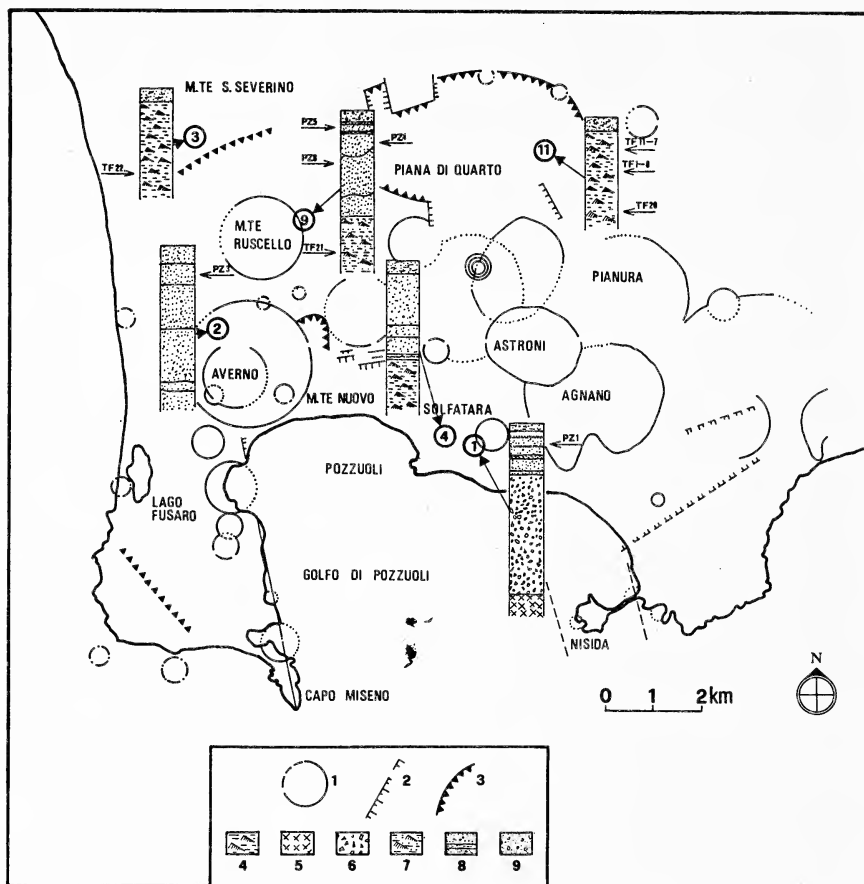 M.TE S. SEVERINO
3
TF22
PZ5
PZ4
PZ8
PIANA DI QUARTO
11
TF11-7
TF1-8
TF20
M.TE
RUSCELLO
9
TF21
PZ3
PIANURA
2
AVERNO
M.TE NUOVO
ASTRONI
AGNANO
SOLFATARA
4
1
PZ1
POZZUOLI
LAGO
FUSARO
GOLFO DI POZZUOLI
NISIDA
CAPO MISENO
N
0 1 2km
1 2 3
4 5 6 7 8 9